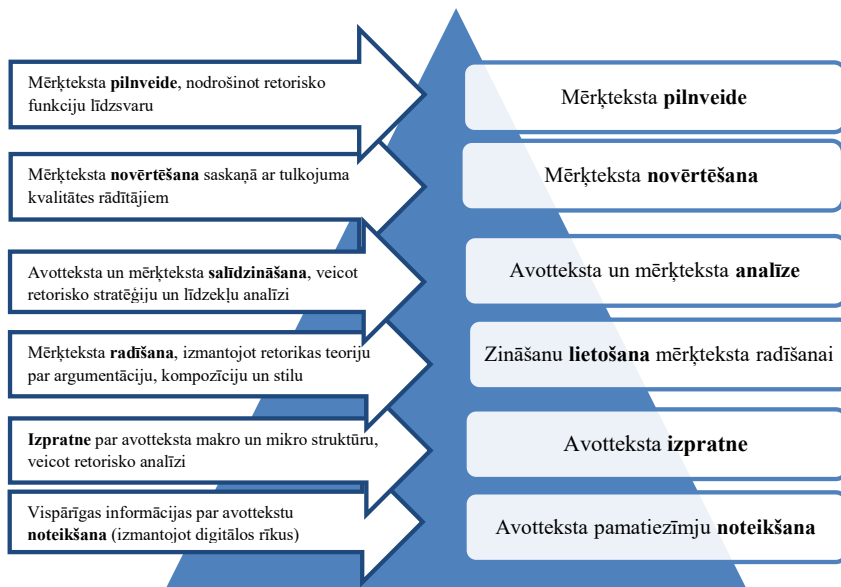 Mērķteksta pilnveide, nodrošinot retorisko
funkciju līdzsvaru
Mērķteksta pilnveide
Mērķteksta novērtēšana saskaņā ar tulkojuma
kvalitātes rādītājiem
Mērķteksta novērtēšana
Avotteksta un mērķteksta salīdzināšana, veicot
retorisko stratēģiju un līdzekļu analīzi
Avotteksta un mērķteksta analīze
Mērķteksta radīšana, izmantojot retorikas teoriju
par argumentāciju, kompozīciju un stilu
Zināšanu lietošana mērķteksta radīšanai
Izpratne par avotteksta makro un mikro struktūru,
veicot retorisko analīzi
Avotteksta izpratne
Vispārīgas informācijas par avottekstu
noteikšana (izmantojot digitālos rīkus)
Avotteksta pamatiezīmju noteikšana